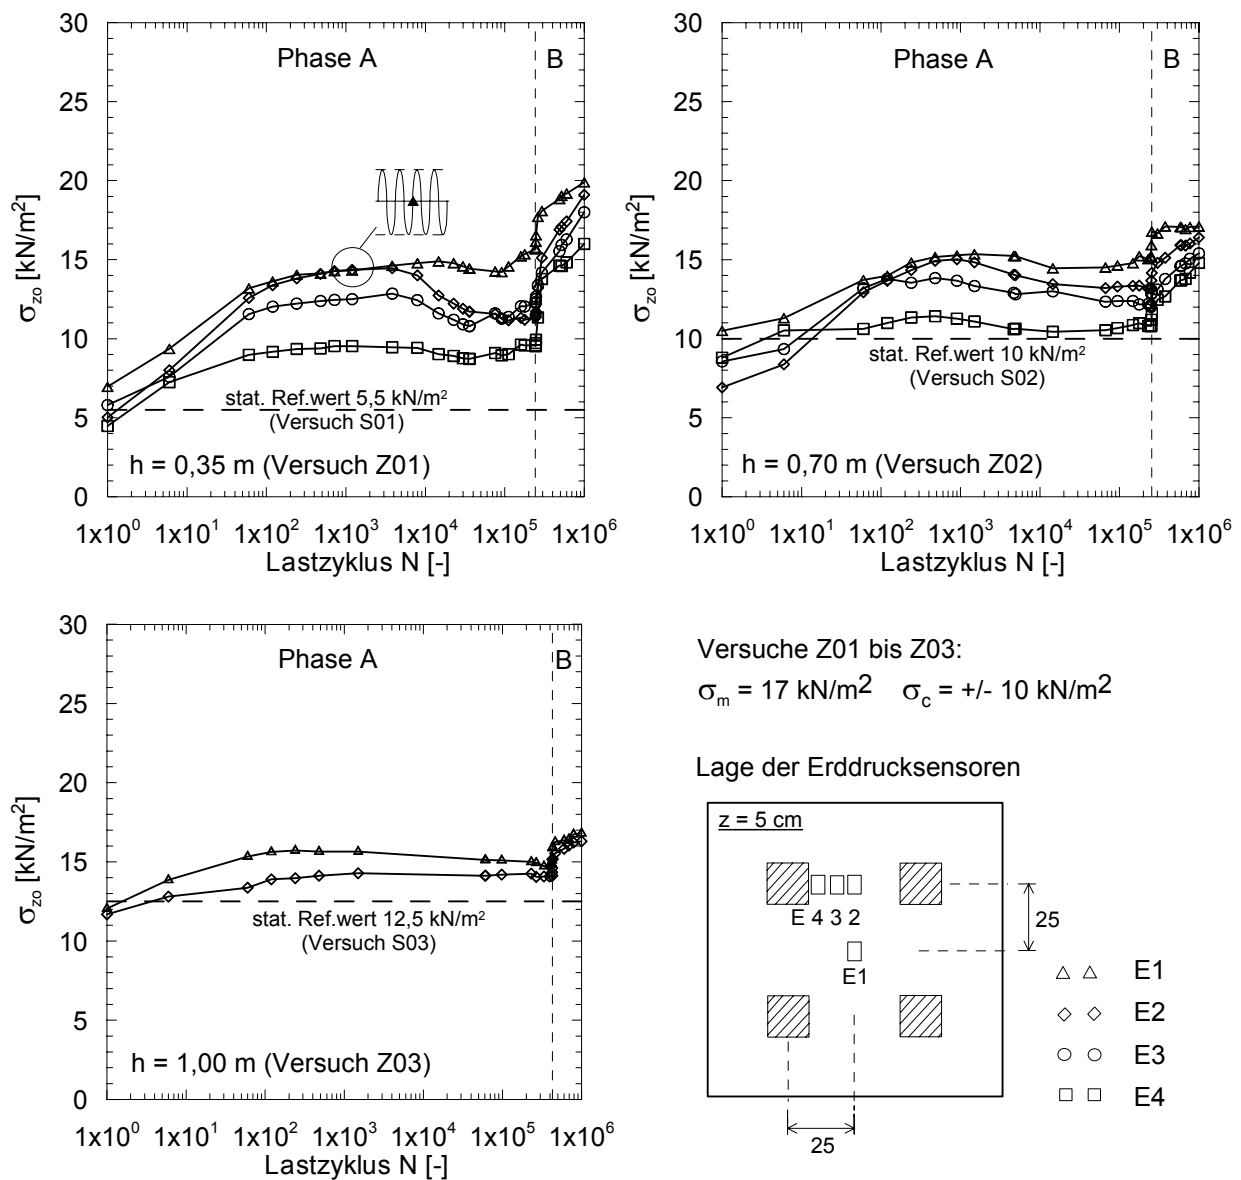 30
25
20
15
10
5
0
σzo [kN/m²]
Phase A
B
stat. Ref.wert 5,5 kN/m²
(Versuch S01)
h = 0,35 m (Versuch Z01)
1x10⁰ 1x10¹ 1x10² 1x10³ 1x10⁴ 1x10⁵ 1x10⁶
Lastzyklus N [-]
30
25
20
15
10
5
0
σzo [kN/m²]
Phase A
B
stat. Ref.wert 10 kN/m²
(Versuch S02)
h = 0,70 m (Versuch Z02)
1x10⁰ 1x10¹ 1x10² 1x10³ 1x10⁴ 1x10⁵ 1x10⁶
Lastzyklus N [-]
30
25
20
15
10
5
0
σzo [kN/m²]
Phase A
B
stat. Ref.wert 12,5 kN/m²
(Versuch S03)
h = 1,00 m (Versuch Z03)
1x10⁰ 1x10¹ 1x10² 1x10³ 1x10⁴ 1x10⁵ 1x10⁶
Lastzyklus N [-]
Versuche Z01 bis Z03:
σm = 17 kN/m² σc = +/- 10 kN/m²
Lage der Erddrucksensoren
z = 5 cm
E 4 3 2
E1
25
25
E1
E2
E3
E4